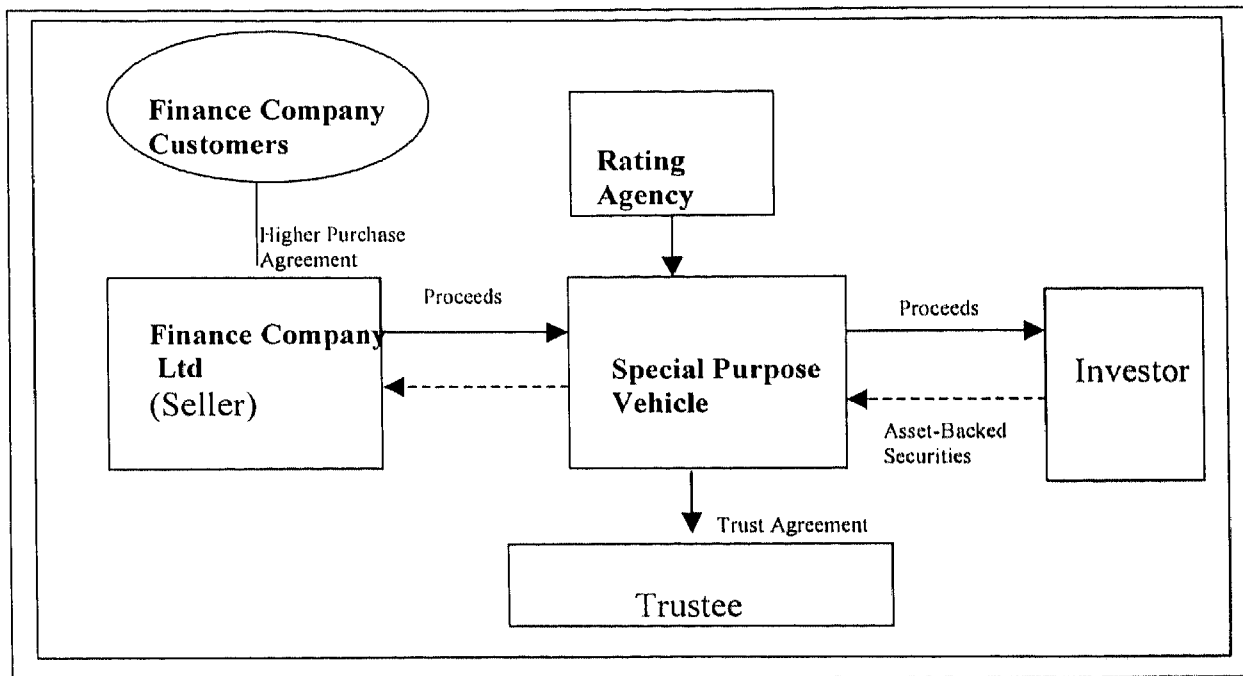 Finance Company
Customers
Rating
Agency
Higher Purchase
Agreement
Proceeds
Proceeds
Finance Company
Ltd
(Seller)
Special Purpose
Vehicle
Investor
Asset-Backed
Securities
Trust Agreement
Trustee